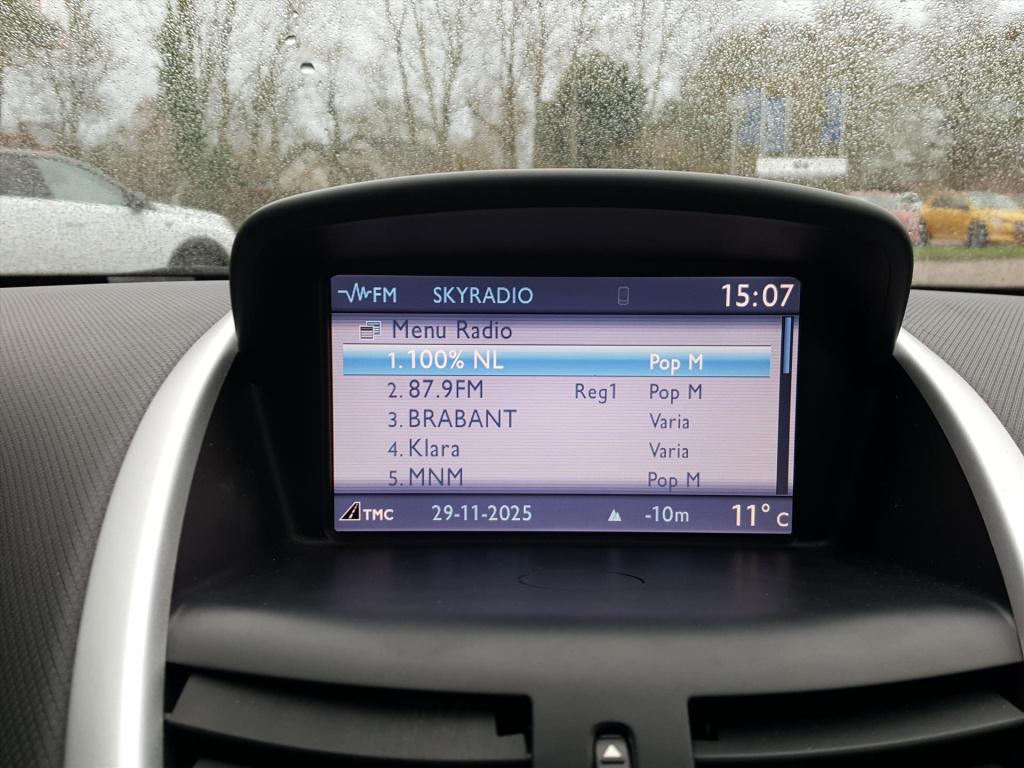 FM SKYRADIO 15:07
Menu Radio
1. 100% NL Pop M
2. 87.9FM Reg1 Pop M
3. BRABANT Varia
4. Klara Varia
5. MNM Pop M
TMC 29-11-2025 -10m 11° C